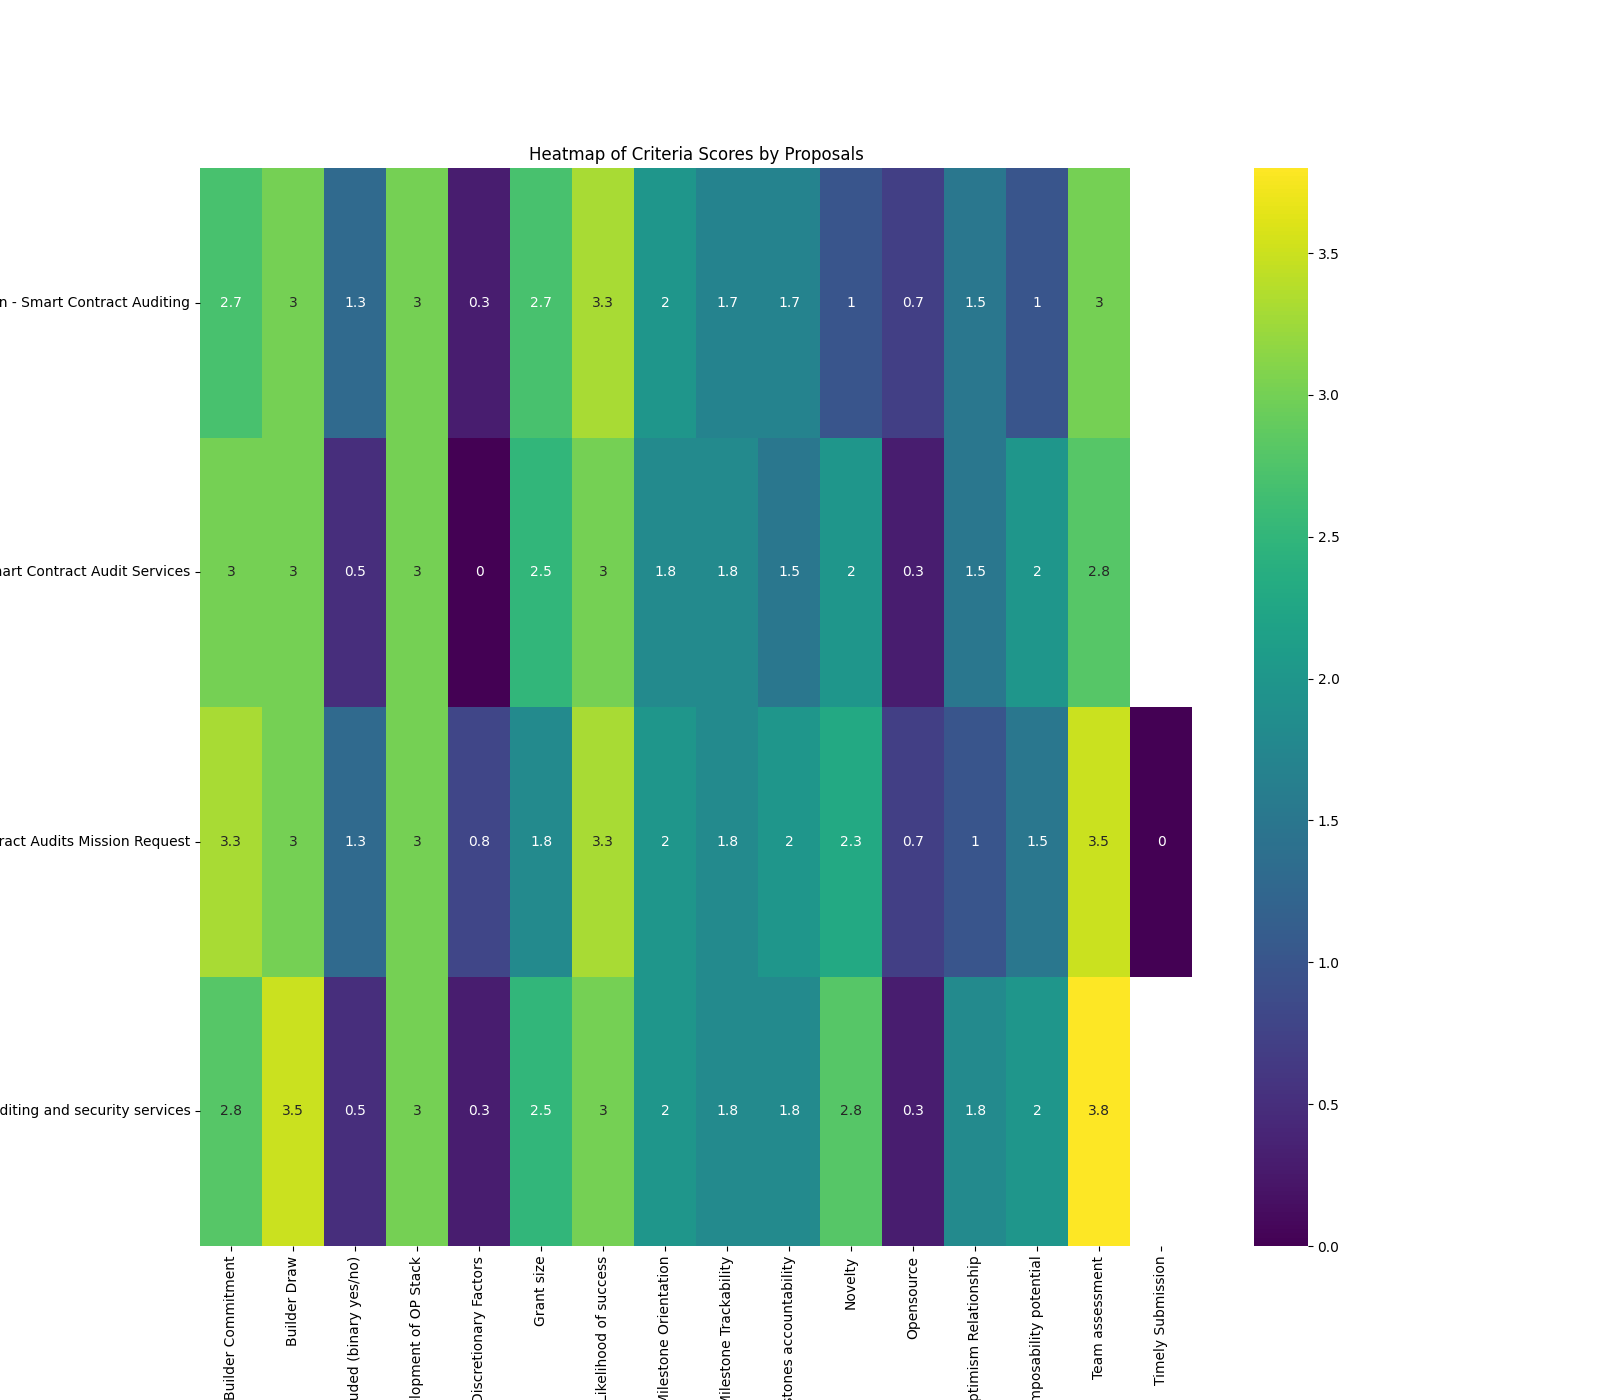 Heatmap of Criteria Scores by Proposals
n - Smart Contract Auditing
2.7 3 1.3 3 0.3 2.7 3.3 2 1.7 1.7 1 0.7 1.5 1 3
art Contract Audit Services
3 3 0.5 3 0 2.5 3 1.8 1.8 1.5 2 0.3 1.5 2 2.8
ract Audits Mission Request
3.3 3 1.3 3 0.8 1.8 3.3 2 1.8 2 2.3 0.7 1 1.5 3.5 0
diting and security services
2.8 3.5 0.5 3 0.3 2.5 3 2 1.8 1.8 2.8 0.3 1.8 2 3.8
Builder Commitment
Builder Draw
uded (binary yes/no)
lopment of OP Stack
Discretionary Factors
Grant size
Likelihood of success
Milestone Orientation
Milestone Trackability
stones accountability
Novelty
Opensource
ptimism Relationship
mposability potential
Team assessment
Timely Submission
3.5
3.0
2.5
2.0
1.5
1.0
0.5
0.0